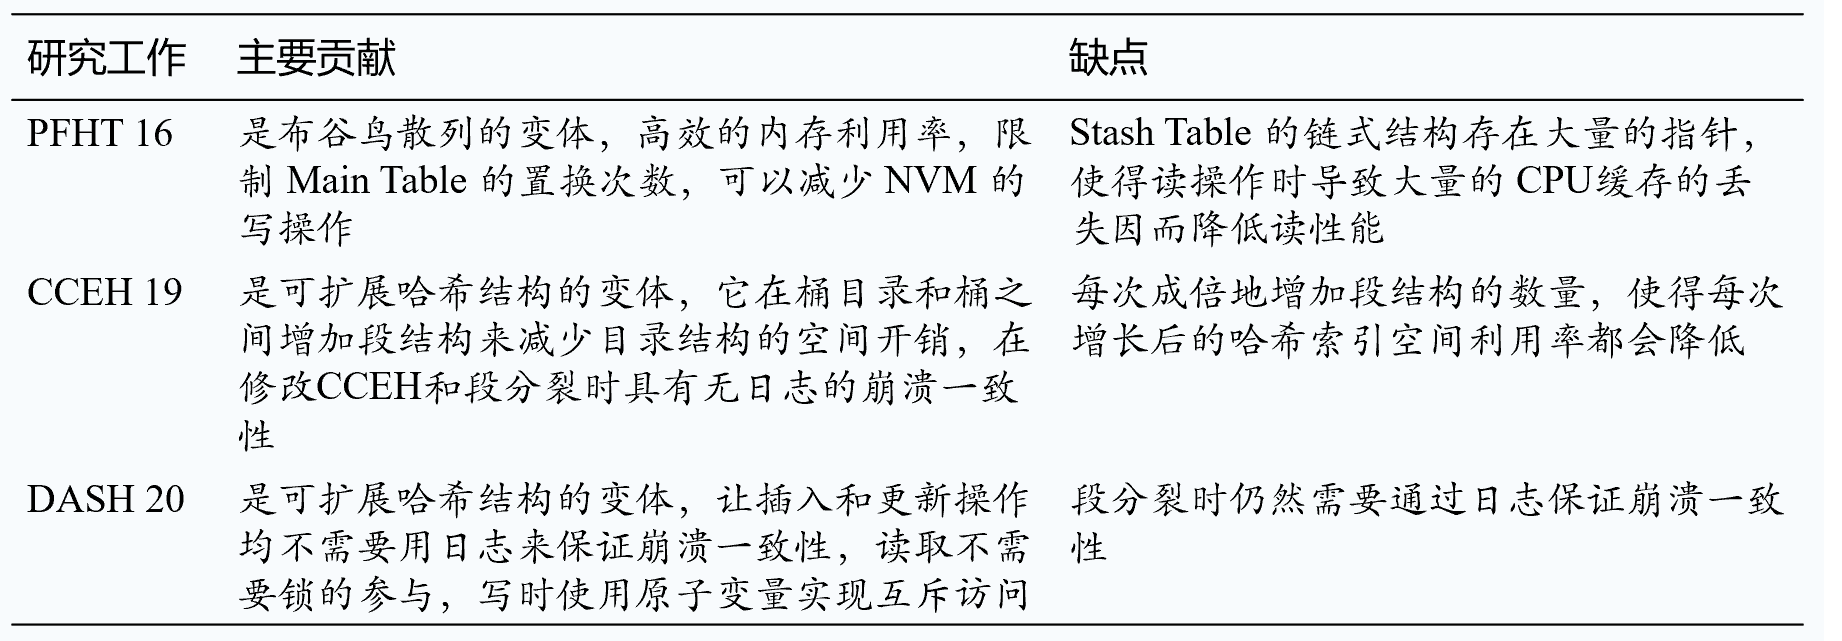 研究工作 主要贡献 缺点
PFHT 16 是布谷鸟散列的变体，高效的内存利用率，限 Stash Table 的链式结构存在大量的指针，
制 Main Table 的置换次数，可以减少 NVM 的 使得读操作时导致大量的 CPU缓存的丢
写操作 失因而降低读性能
CCEH 19 是可扩展哈希结构的变体，它在桶目录和桶之 每次成倍地增加段结构的数量，使得每次
间增加段结构来减少目录结构的空间开销，在 增长后的哈希索引空间利用率都会降低
修改CCEH和段分裂时具有无日志的崩溃一致
性
DASH 20 是可扩展哈希结构的变体，让插入和更新操作 段分裂时仍然需要通过日志保证崩溃一致
均不需要用日志来保证崩溃一致性，读取不需 性
要锁的参与，写时使用原子变量实现互斥访问